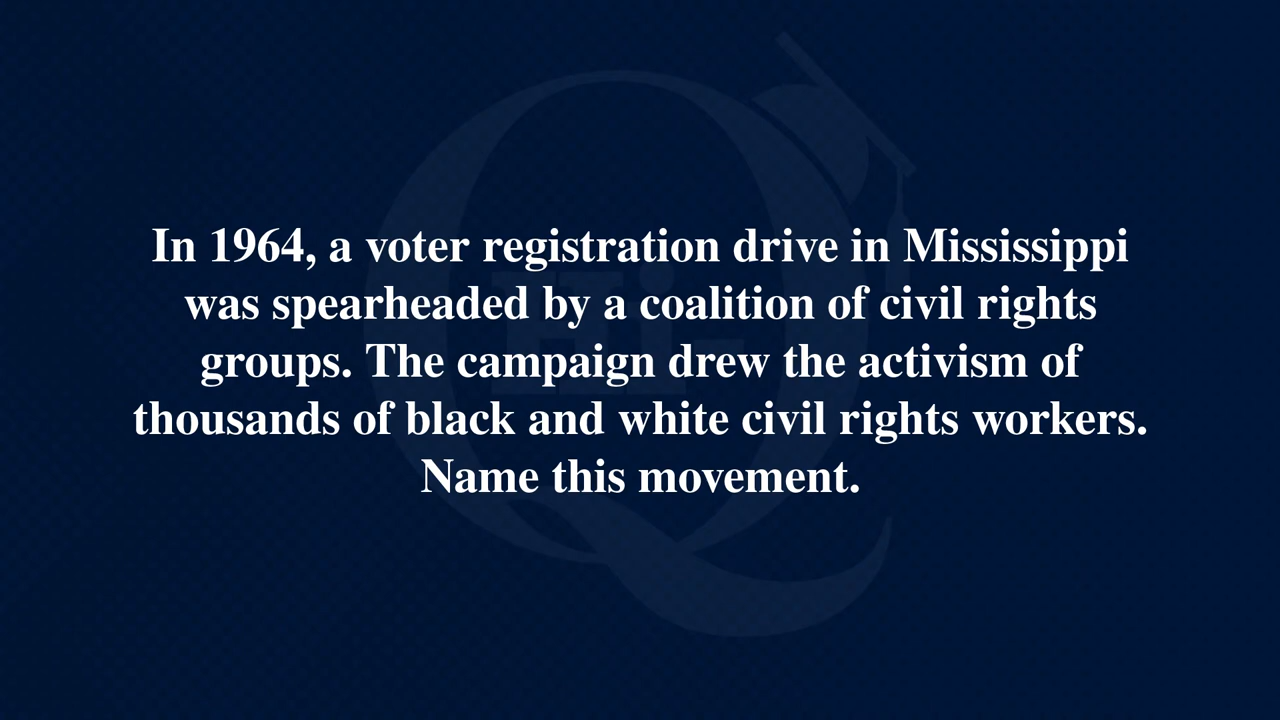 In 1964, a voter registration drive in Mississippi
was spearheaded by a coalition of civil rights
groups. The campaign drew the activism of
thousands of black and white civil rights workers.
Name this movement.